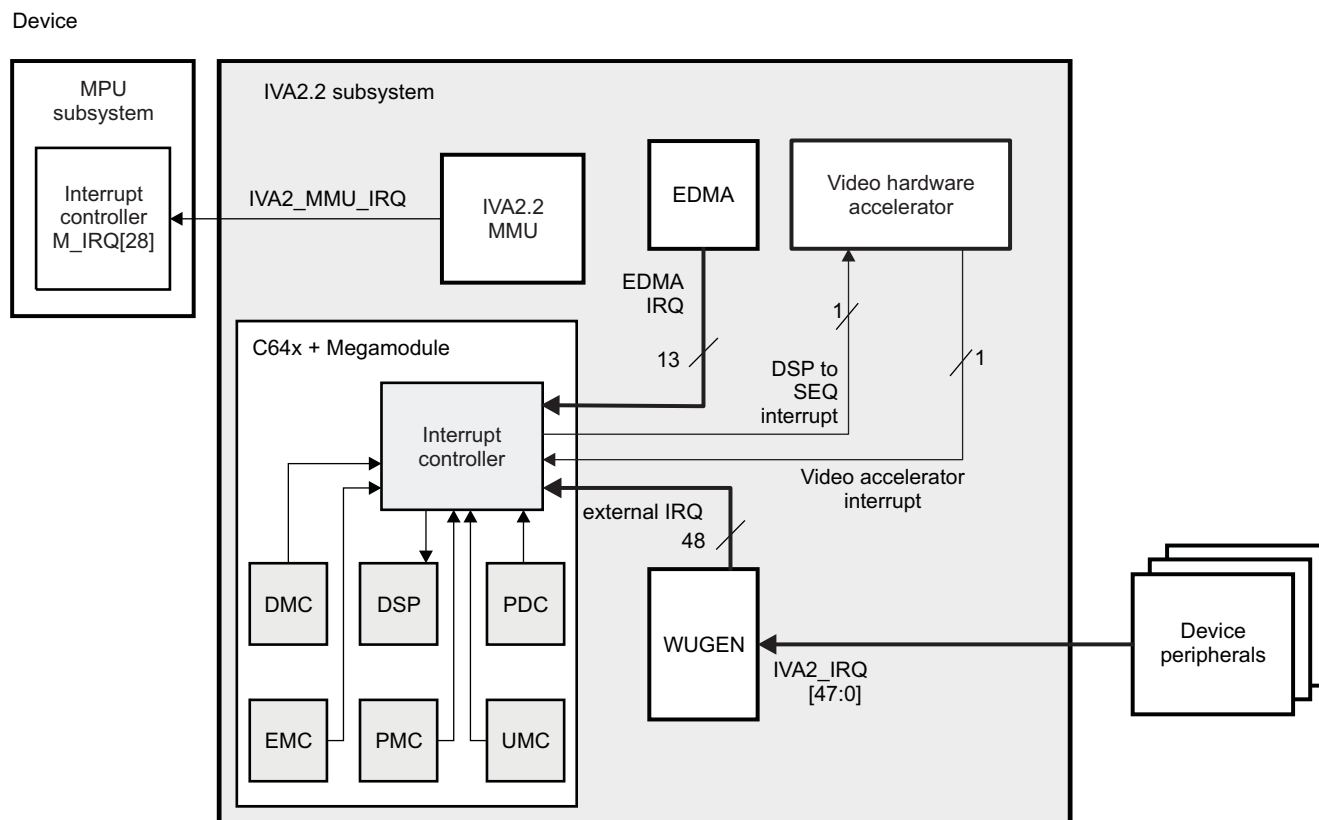 Device
MPU
subsystem
Interrupt
controller
M_IRQ[28]
IVA2.2 subsystem
IVA2_MMU_IRQ
IVA2.2
MMU
EDMA
Video hardware
accelerator
EDMA
IRQ
13
1
DSP to
SEQ
interrupt
1
C64x + Megamodule
Interrupt
controller
Video accelerator
interrupt
external IRQ
48
DMC
DSP
PDC
EMC
PMC
UMC
WUGEN
IVA2_IRQ
[47:0]
Device
peripherals